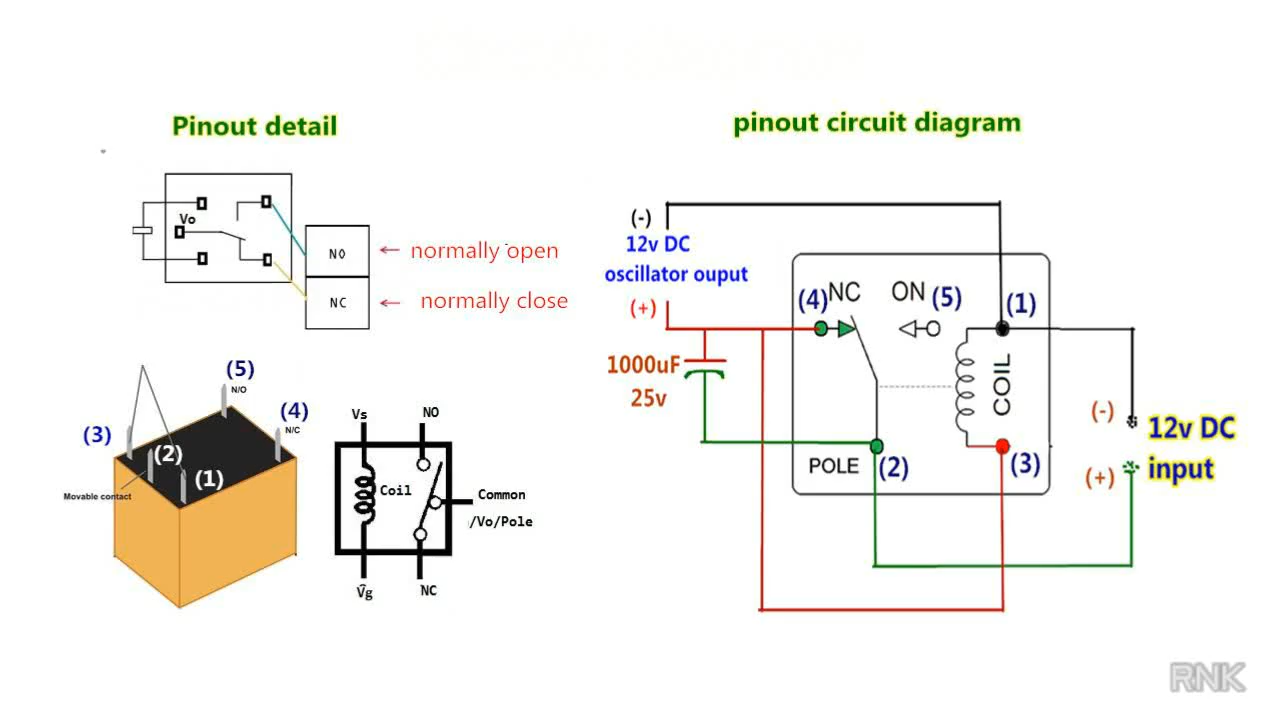 Pinout detail
Vo
NO
NC
normally open
normally close
(5)
N/O
(4)
N/C
(3)
(2)
(1)
Movable contact
Vs
NO
Coil
Common
/Vo/Pole
Vg
NC
pinout circuit diagram
(-)
12v DC
oscillator ouput
(+)
1000uF
25v
(4)
NC
ON
(5)
(1)
COIL
POLE
(2)
(3)
(-)
12v DC
input
(+)
RNK